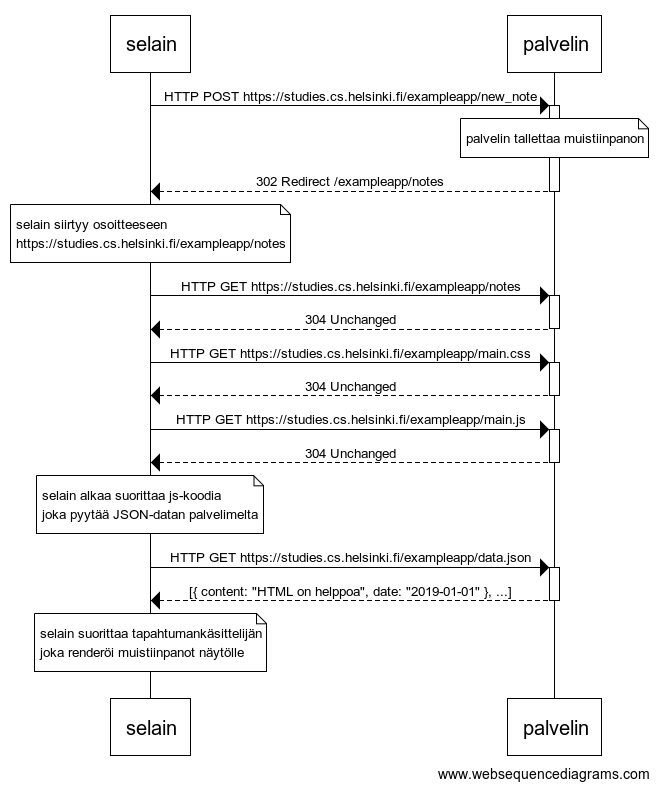 selain
palvelin
HTTP POST https://studies.cs.helsinki.fi/exampleapp/new_note
palvelin tallettaa muistiinpanon
302 Redirect /exampleapp/notes
selain siirtyy osoitteeseen
https://studies.cs.helsinki.fi/exampleapp/notes
HTTP GET https://studies.cs.helsinki.fi/exampleapp/notes
304 Unchanged
HTTP GET https://studies.cs.helsinki.fi/exampleapp/main.css
304 Unchanged
HTTP GET https://studies.cs.helsinki.fi/exampleapp/main.js
304 Unchanged
selain alkaa suorittaa js-koodia
joka pyytää JSON-datan palvelimelta
HTTP GET https://studies.cs.helsinki.fi/exampleapp/data.json
[{ content: "HTML on helppoa", date: "2019-01-01" }, ...]
selain suorittaa tapahtumankäsittelijän
joka renderöi muistiinpanot näytölle
selain
palvelin
www.websequencediagrams.com